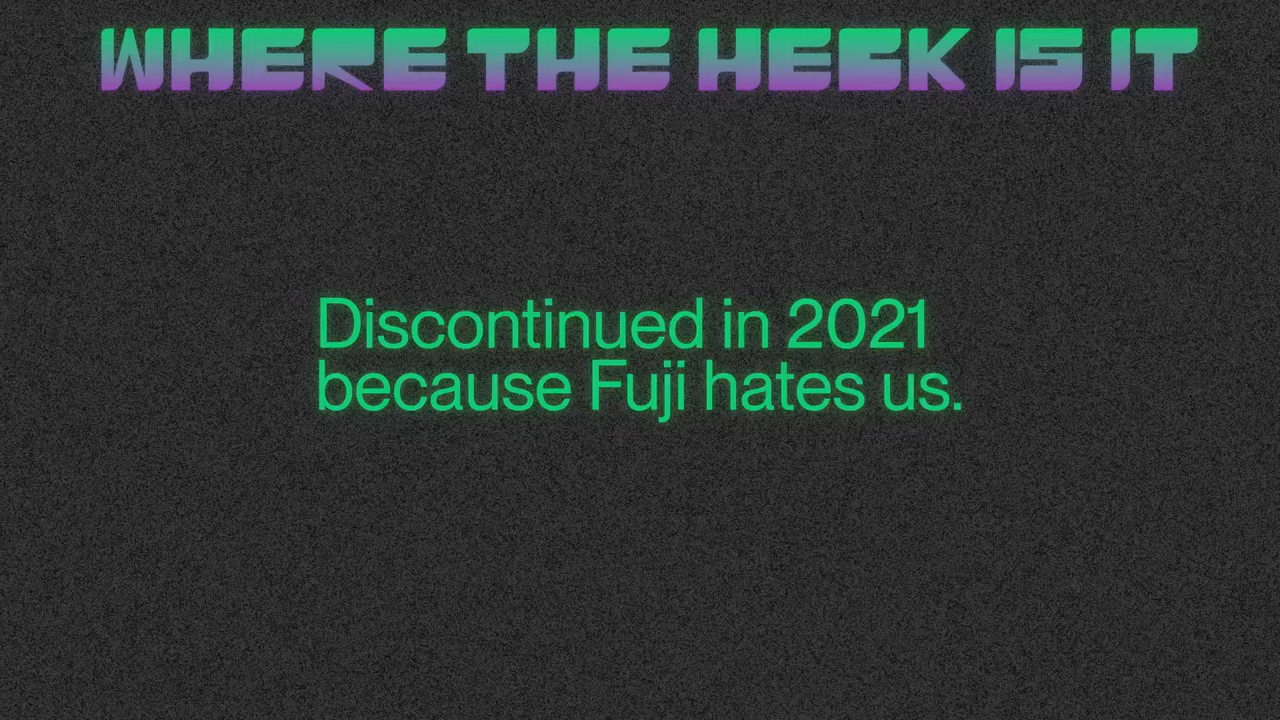 WHERE THE HECK IS IT
Discontinued in 2021
because Fuji hates us.